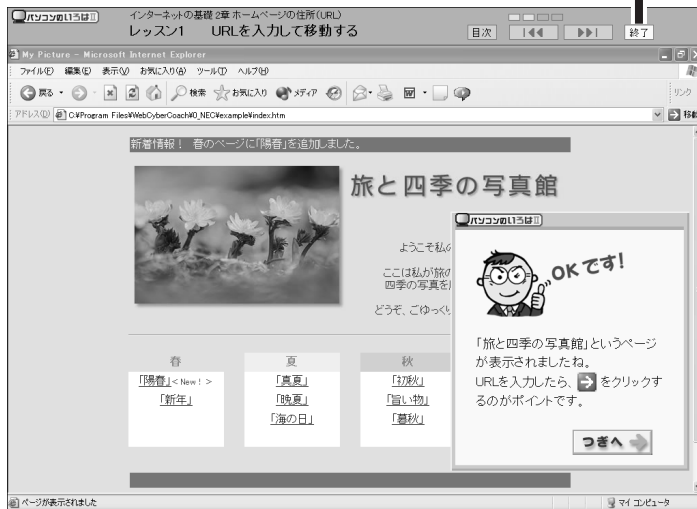 パソコンのいろはⅡ
インターネットの基礎 2章 ホームページの住所(URL)
レッスン1 URLを入力して移動する
目次
終了
My Picture - Microsoft Internet Explorer
ファイル(F) 編集(E) 表示(V) お気に入り(A) ツール(T) ヘルプ(H)
戻る 検索 お気に入り メディア
リンク
アドレス(D) C:¥Program Files¥WebCyberCoach¥0_NEC¥example¥index.htm
移動
新着情報! 春のページに「陽春」を追加しました。
旅と四季の写真館
ようこそ私の
ここは私が旅の
四季の写真を
どうぞ、ごゆっく
春 夏 秋
「陽春」< New ! > 「真夏」 「初秋」
「新年」 「晩夏」 「旨い物」
「海の日」 「暮秋」
パソコンのいろはⅡ
OKです!
「旅と四季の写真館」というページ
が表示されましたね。
URLを入力したら、をクリックす
るのがポイントです。
つぎへ
ページが表示されました
マイ コンピュータ